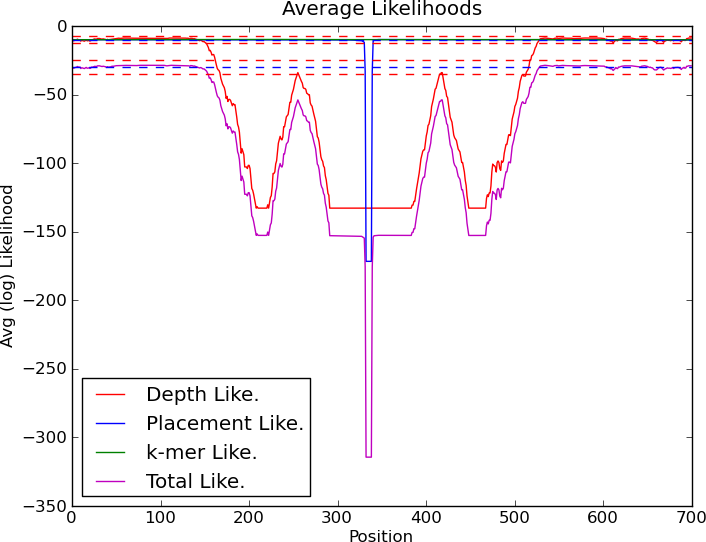 Average Likelihoods
Avg (log) Likelihood
0
−50
−100
−150
−200
−250
−300
−350
Depth Like.
Placement Like.
k-mer Like.
Total Like.
0 100 200 300 400 500 600 700
Position